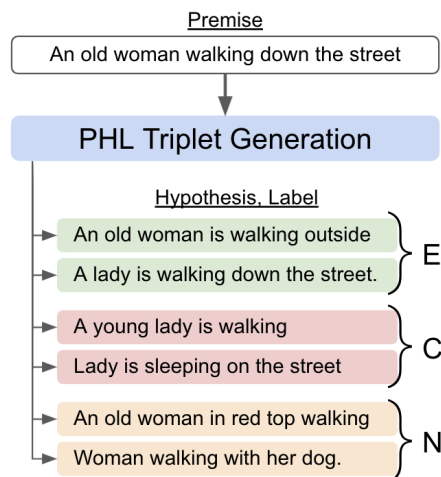 Premise
An old woman walking down the street
PHL Triplet Generation
Hypothesis, Label
An old woman is walking outside
A lady is walking down the street.
E
A young lady is walking
Lady is sleeping on the street
C
An old woman in red top walking
Woman walking with her dog.
N